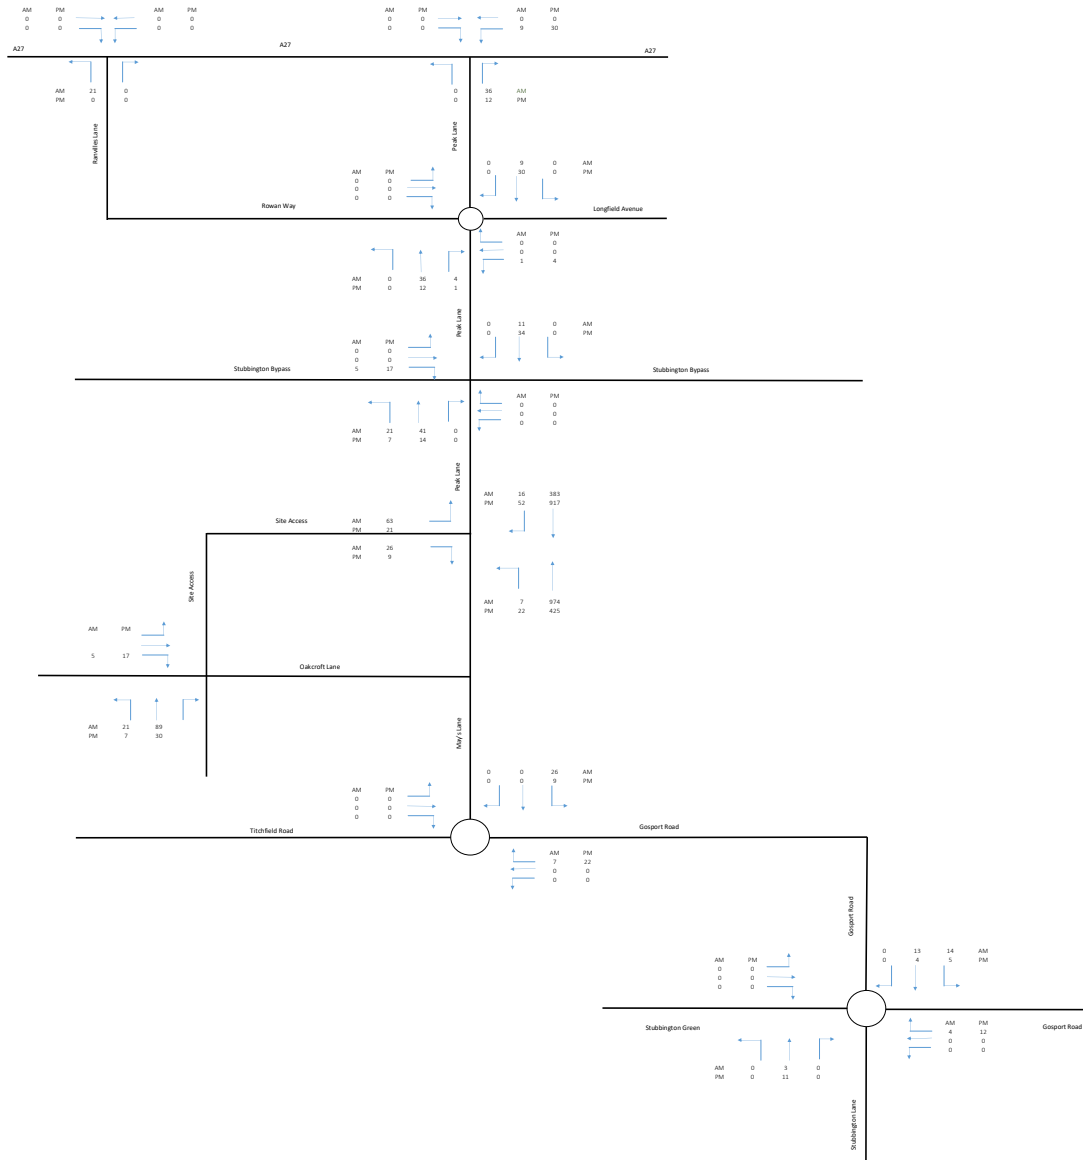 AM PM AM PM AM PM AM PM
0 0 0 0 0 0 0 0
0 0 0 0 0 0 9 30
A27 A27 A27
AM 21 0 0 36 AM
PM 0 0 0 12 PM
Ranvilles Lane
Peak Lane
0 9 0 AM
0 30 0 PM
AM PM
0 0
0 0
0 0
Rowan Way
Longfield Avenue
AM PM
0 0
0 0
1 4
AM 0 36 4
PM 0 12 1
Peak Lane
0 11 0 AM
0 34 0 PM
AM PM
0 0
0 0
5 17
Stubbington Bypass
Stubbington Bypass
AM PM
0 0
0 0
0 0
AM 21 41 0
PM 7 14 0
Peak Lane
AM 16 383
PM 52 917
Site Access
AM 63
PM 21
AM 26
PM 9
Site Access
AM 7 974
PM 22 425
AM PM
5 17
Oakcroft Lane
AM 21 89
PM 7 30
May's Lane
0 0 26 AM
0 0 9 PM
AM PM
0 0
0 0
0 0
Titchfield Road
Gosport Road
AM PM
7 22
0 0
0 0
Gosport Road
0 13 14 AM
0 4 5 PM
AM PM
0 0
0 0
0 0
Stubbington Green
Gosport Road
AM PM
4 12
0 0
0 0
AM 0 3 0
PM 0 11 0
Stubbington Lane